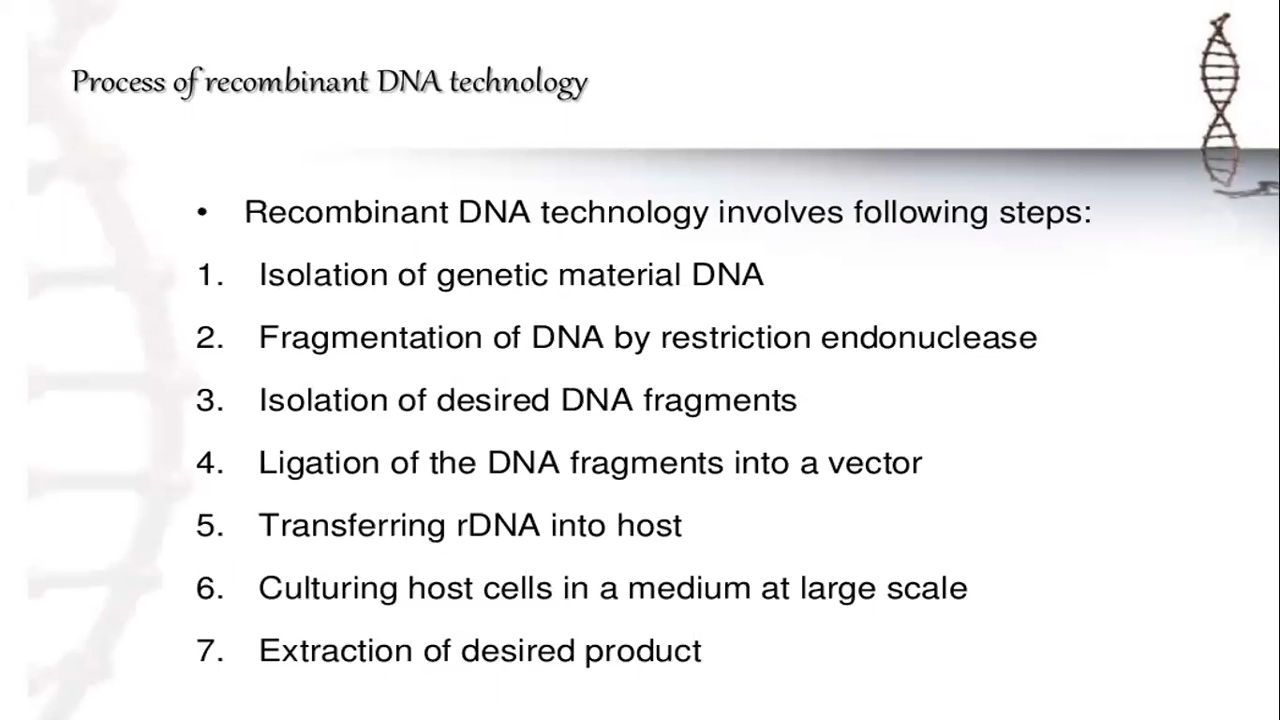 Process of recombinant DNA technology
• Recombinant DNA technology involves following steps:
1. Isolation of genetic material DNA
2. Fragmentation of DNA by restriction endonuclease
3. Isolation of desired DNA fragments
4. Ligation of the DNA fragments into a vector
5. Transferring rDNA into host
6. Culturing host cells in a medium at large scale
7. Extraction of desired product